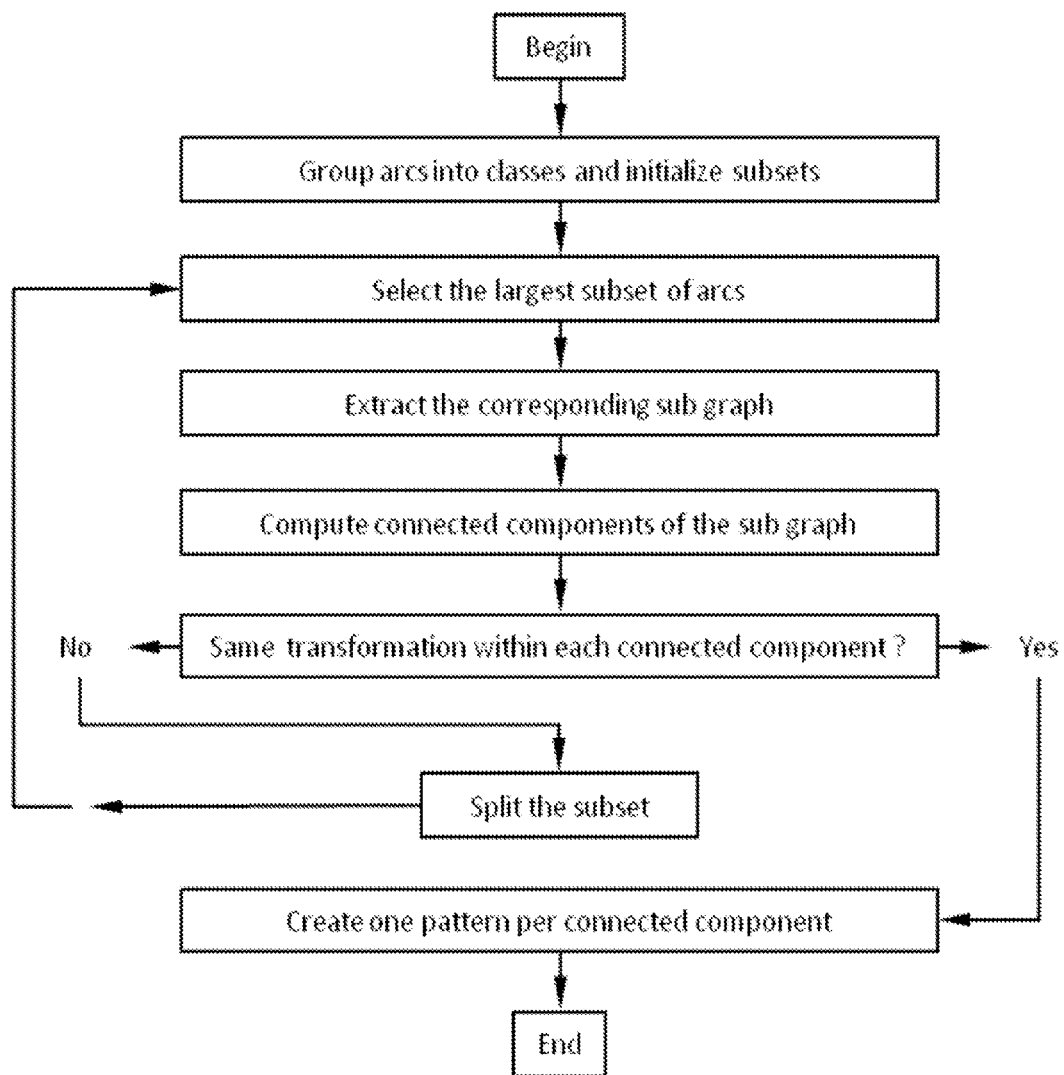 Begin
Group arcs into classes and initialize subsets
Select the largest subset of arcs
Extract the corresponding sub graph
Compute connected components of the sub graph
No
Same transformation within each connected component ?
Yes
Split the subset
Create one pattern per connected component
End